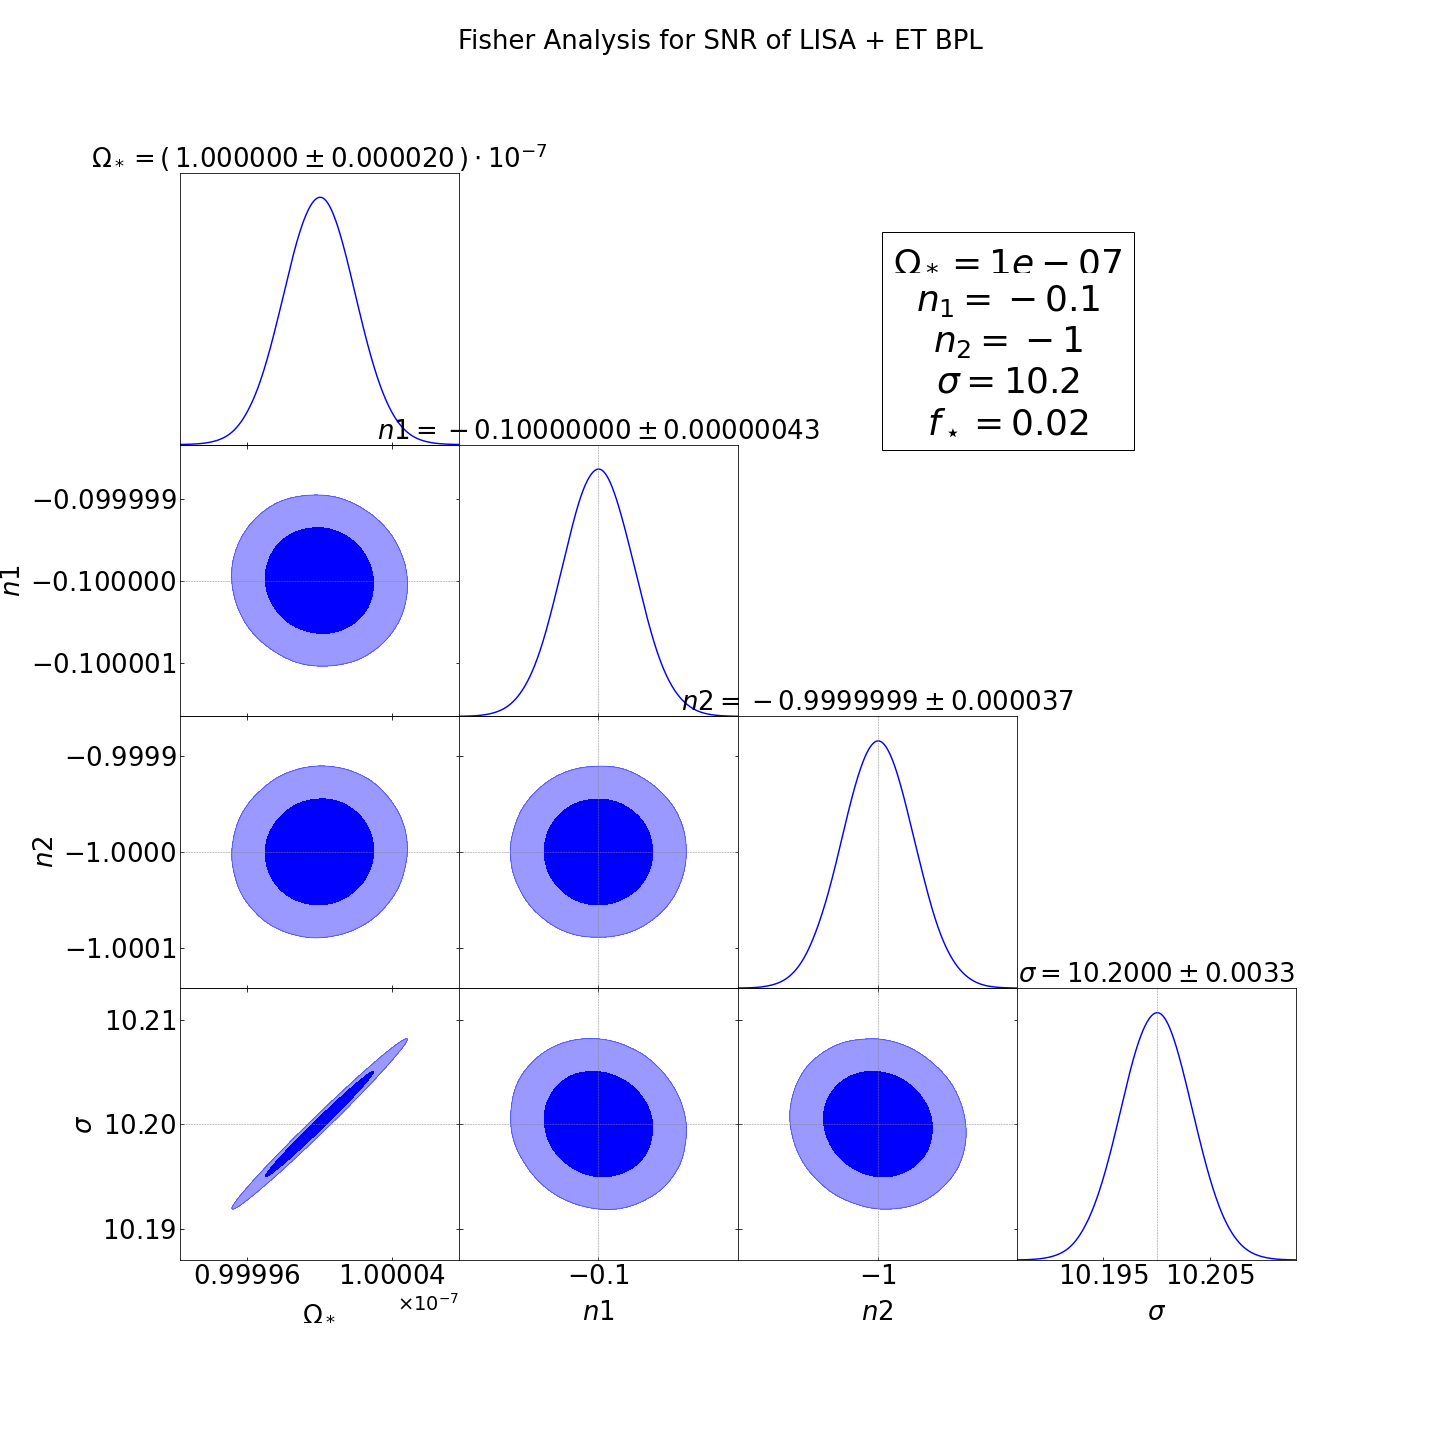 Fisher Analysis for SNR of LISA + ET BPL
Ω* = ( 1.000000 ± 0.000020 ) · 10⁻⁷
Ω* = 1e − 07
n₁ = −0.1
n₂ = −1
σ = 10.2
f⋆ = 0.02
n1 = −0.10000000 ± 0.00000043
−0.099999
−0.100000
−0.100001
n1
n2 = −0.9999999 ± 0.000037
−0.9999
−1.0000
−1.0001
n2
σ = 10.2000 ± 0.0033
10.21
10.20
10.19
σ
0.99996 1.00004 −0.1 −1 10.195 10.205
×10⁻⁷
Ω* n1 n2 σ